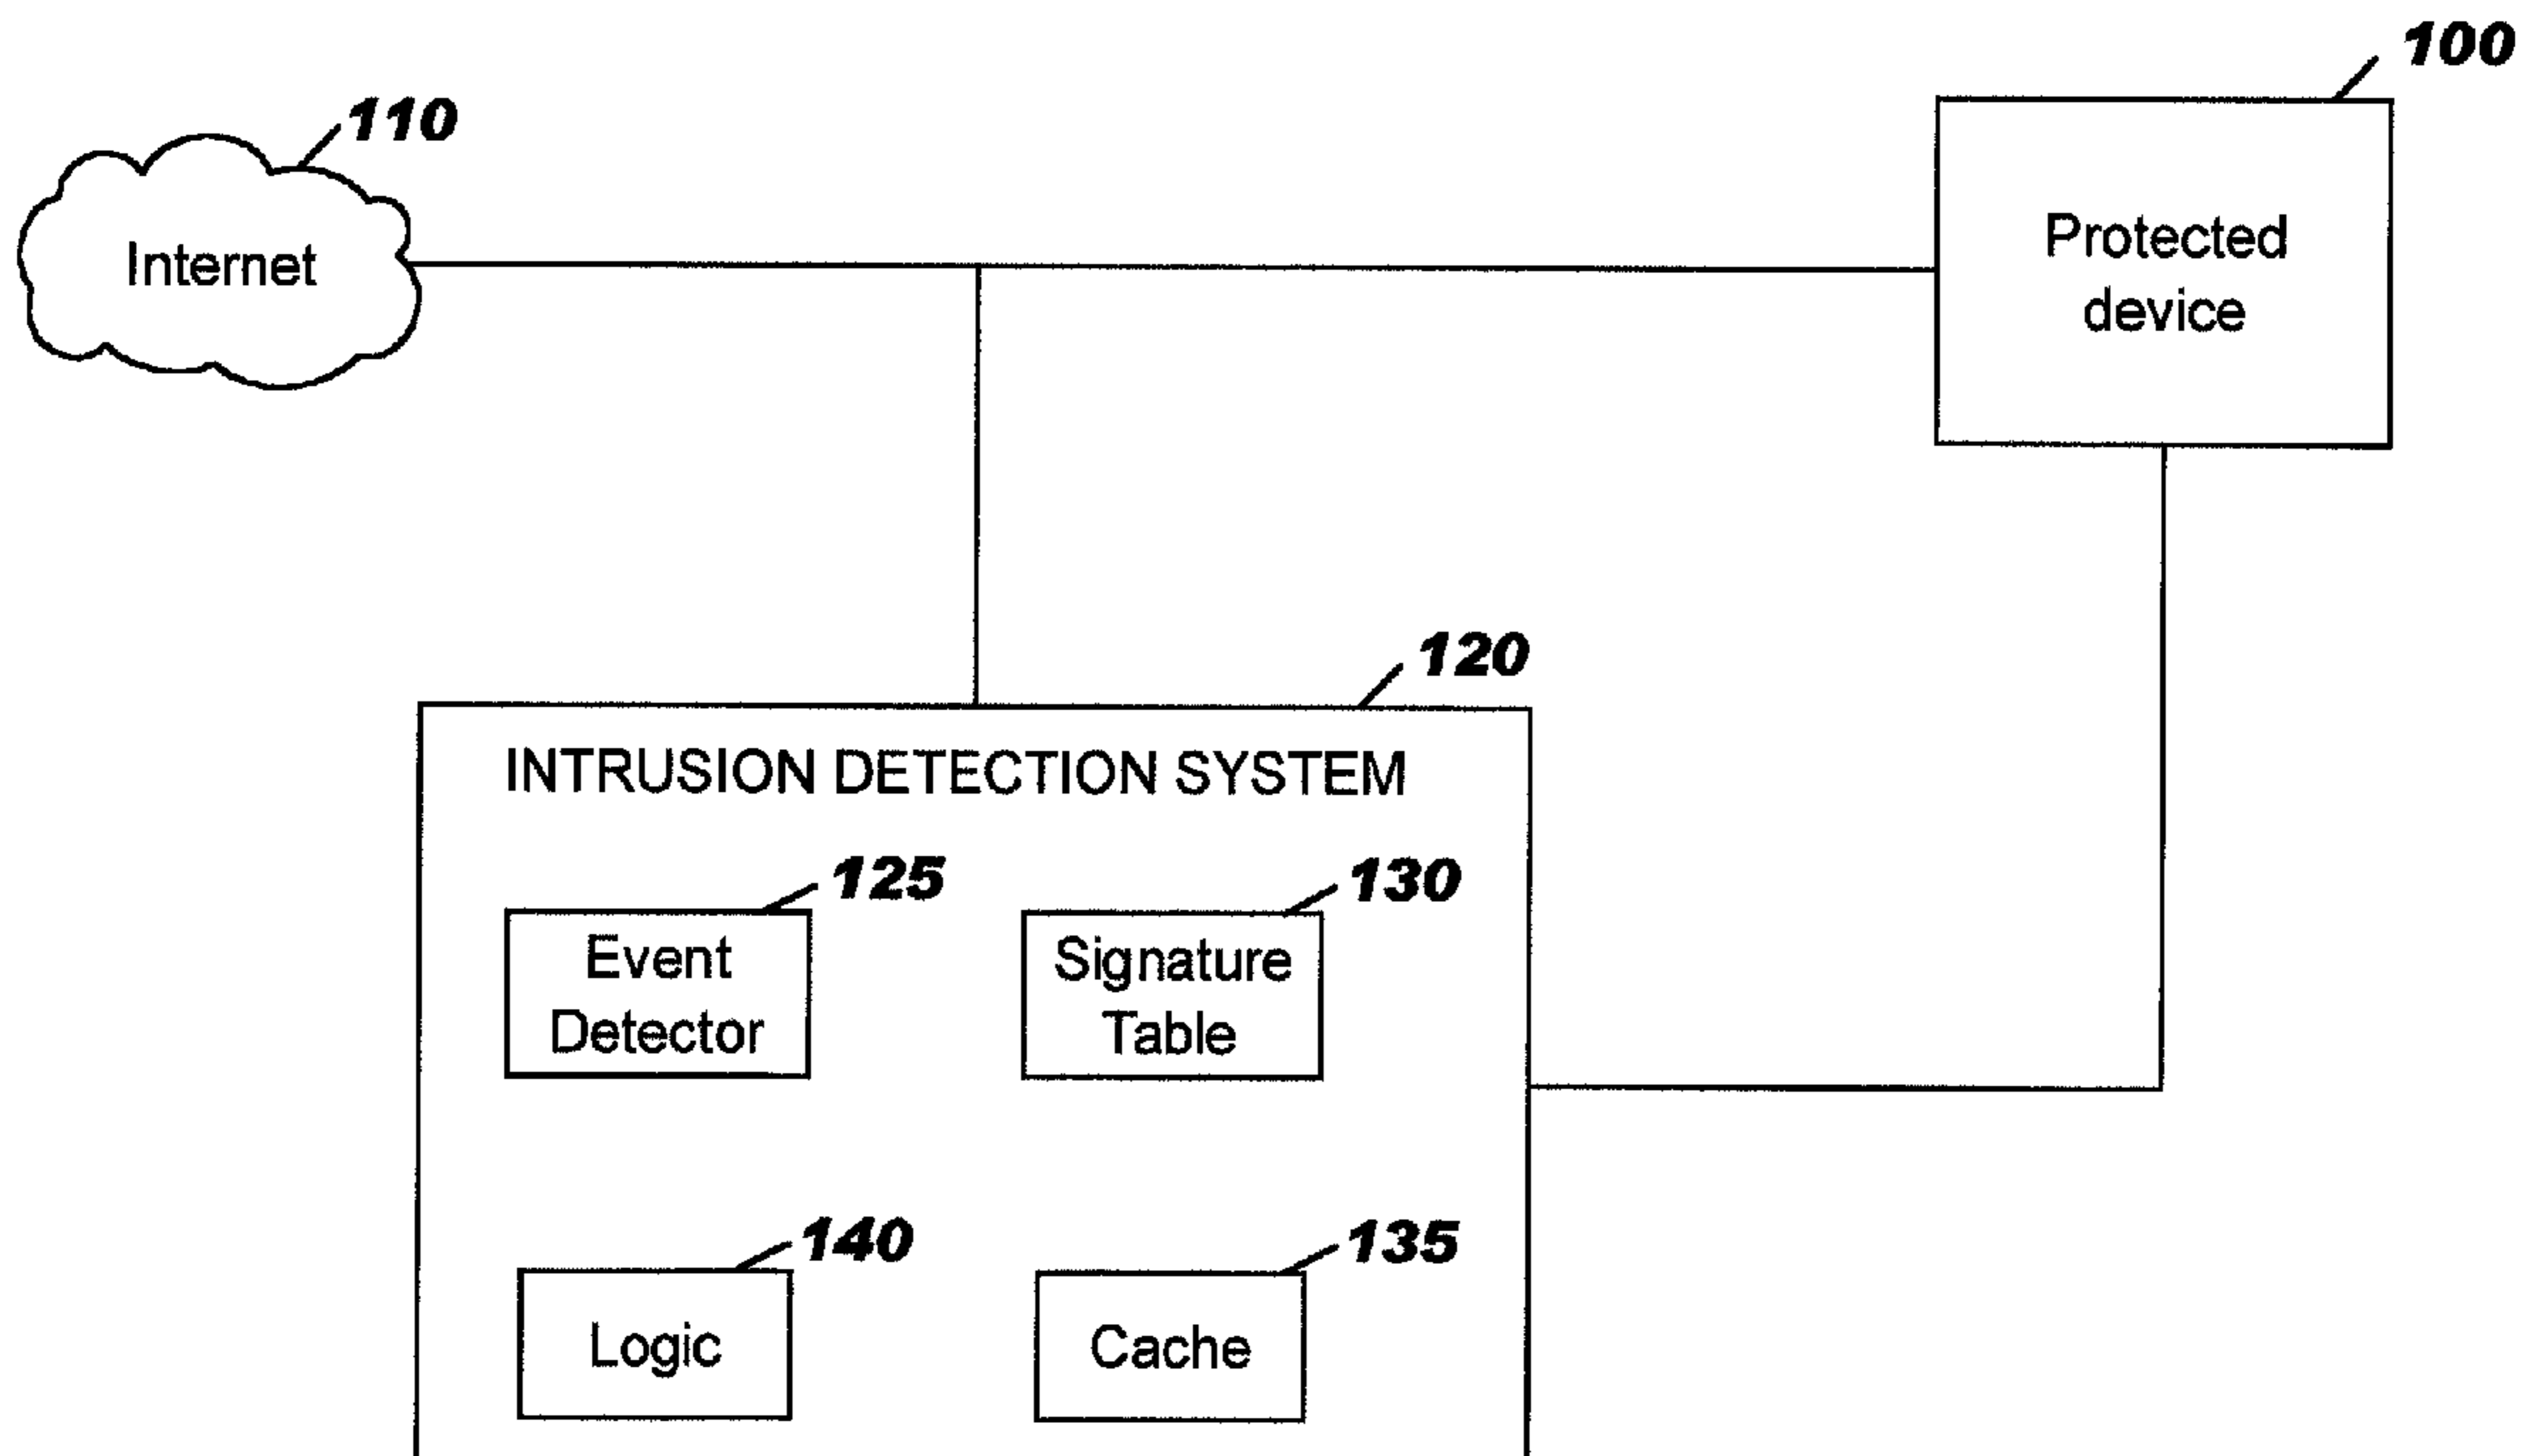 100
110
Internet
Protected
device
120
INTRUSION DETECTION SYSTEM
125
130
Event
Detector
Signature
Table
140
135
Logic
Cache